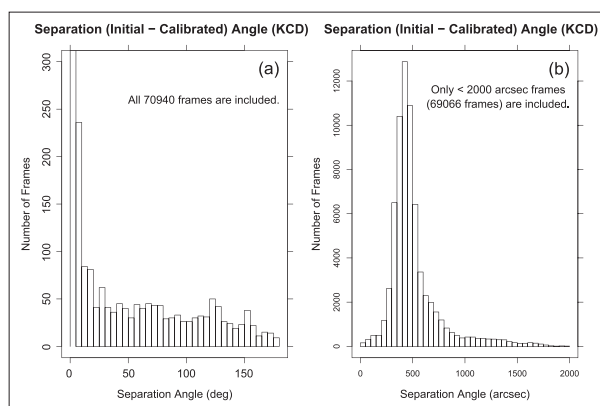 Separation (Initial − Calibrated) Angle (KCD)
(a)
All 70940 frames are included.
Number of Frames
0
50
100
150
200
250
300
0
50
100
150
Separation Angle (deg)
Separation (Initial − Calibrated) Angle (KCD)
(b)
Only < 2000 arcsec frames
(69066 frames) are included.
Number of Frames
0
2000
4000
6000
8000
10000
12000
0
500
1000
1500
2000
Separation Angle (arcsec)